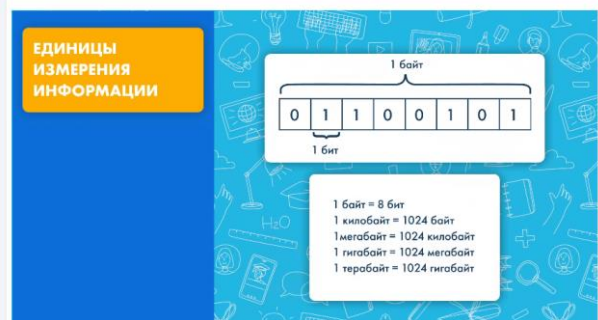 ЕДИНИЦЫ
ИЗМЕРЕНИЯ
ИНФОРМАЦИИ
1 байт
0 1 1 0 0 1 0 1
1 бит
1 байт = 8 бит
1 килобайт = 1024 байт
1мегабайт = 1024 килобайт
1 гигабайт = 1024 мегабайт
1 терабайт = 1024 гигабайт
H₂O